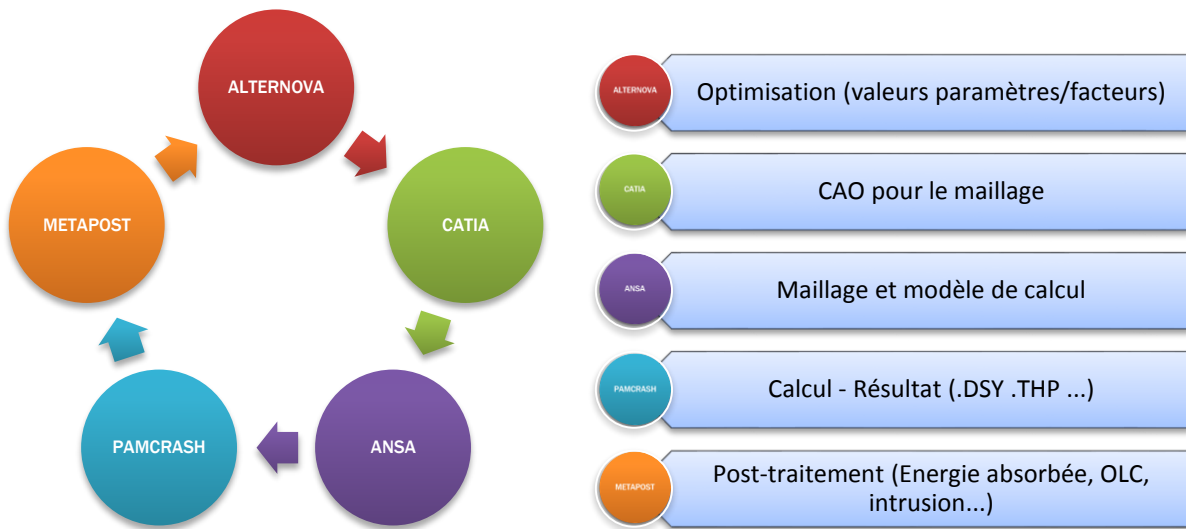 ALTERNOVA
CATIA
ANSA
PAMCRASH
METAPOST
ALTERNOVA
Optimisation (valeurs paramètres/facteurs)
CATIA
CAO pour le maillage
ANSA
Maillage et modèle de calcul
PAMCRASH
Calcul - Résultat (.DSY .THP ...)
METAPOST
Post-traitement (Energie absorbée, OLC,
intrusion...)